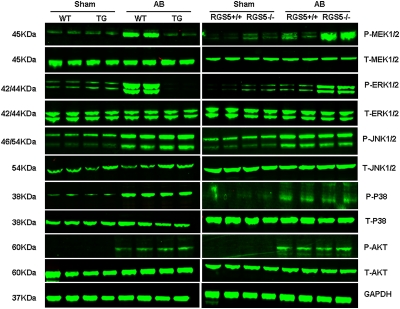 Sham AB Sham AB
WT TG WT TG RGS5+/+ RGS5-/- RGS5+/+ RGS5-/-
45KDa P-MEK1/2
45KDa T-MEK1/2
42/44KDa P-ERK1/2
42/44KDa T-ERK1/2
46/54KDa P-JNK1/2
54KDa T-JNK1/2
38KDa P-P38
38KDa T-P38
60KDa P-AKT
60KDa T-AKT
37KDa GAPDH